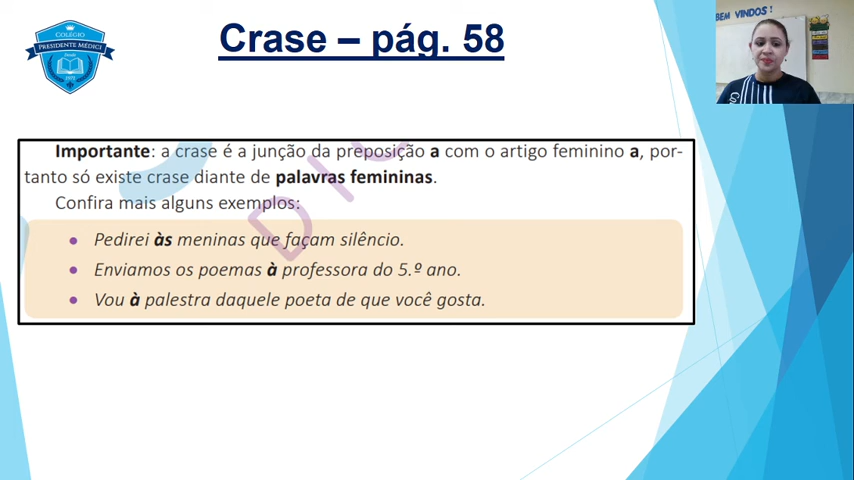 Crase – pág. 58
COLÉGIO
PRESIDENTE MÉDICI
BEM VINDOS!
Importante: a crase é a junção da preposição a com o artigo feminino a, por-
tanto só existe crase diante de palavras femininas.
Confira mais alguns exemplos:
• Pedirei às meninas que façam silêncio.
• Enviamos os poemas à professora do 5.º ano.
• Vou à palestra daquele poeta de que você gosta.